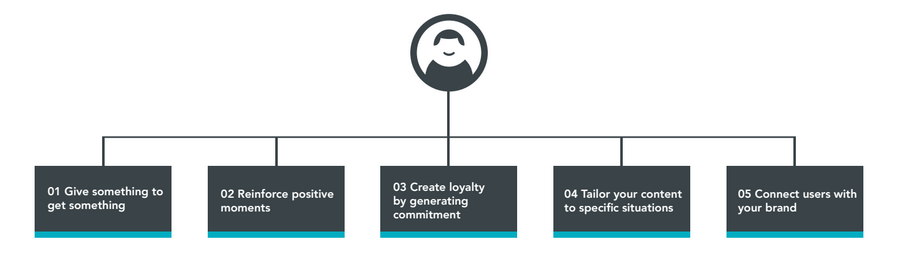 01 Give something to
get something
02 Reinforce positive
moments
03 Create loyalty
by generating
commitment
04 Tailor your content
to specific situations
05 Connect users with
your brand